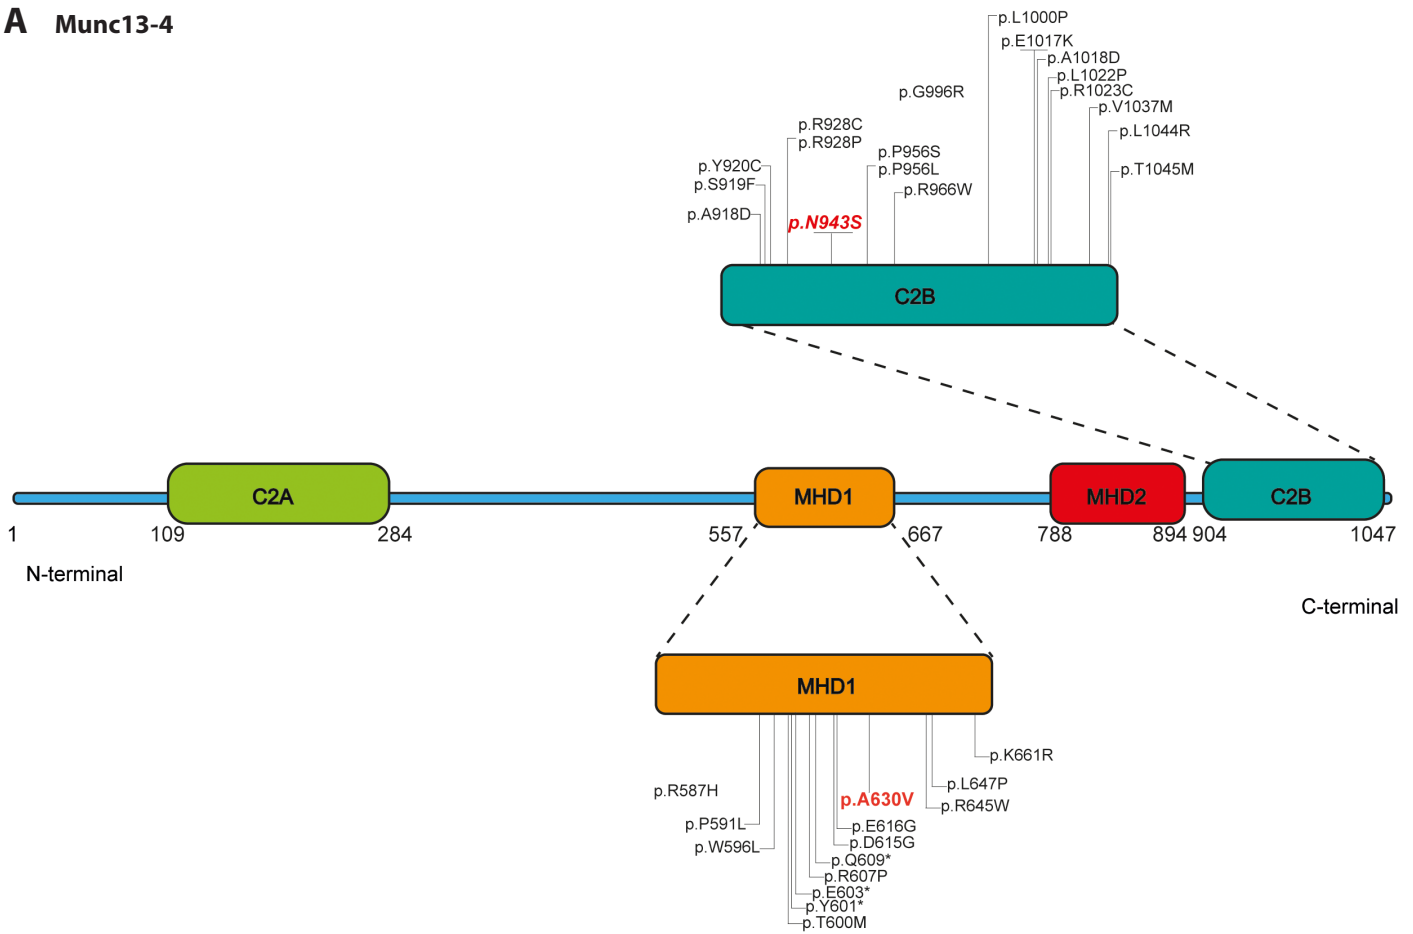 A Munc13-4
p.L1000P
p.E1017K
p.A1018D
p.L1022P
p.G996R
p.R1023C
p.V1037M
p.R928C
p.L1044R
p.R928P
p.P956S
p.Y920C
p.P956L
p.T1045M
p.S919F
p.R966W
p.A918D
p.N943S
C2B
C2A
MHD1
MHD2
C2B
1 109 284 557 667 788 894 904 1047
N-terminal
C-terminal
MHD1
p.K661R
p.L647P
p.R587H
p.A630V
p.R645W
p.P591L
p.E616G
p.D615G
p.W596L
p.Q609*
p.R607P
p.E603*
p.Y601*
p.T600M